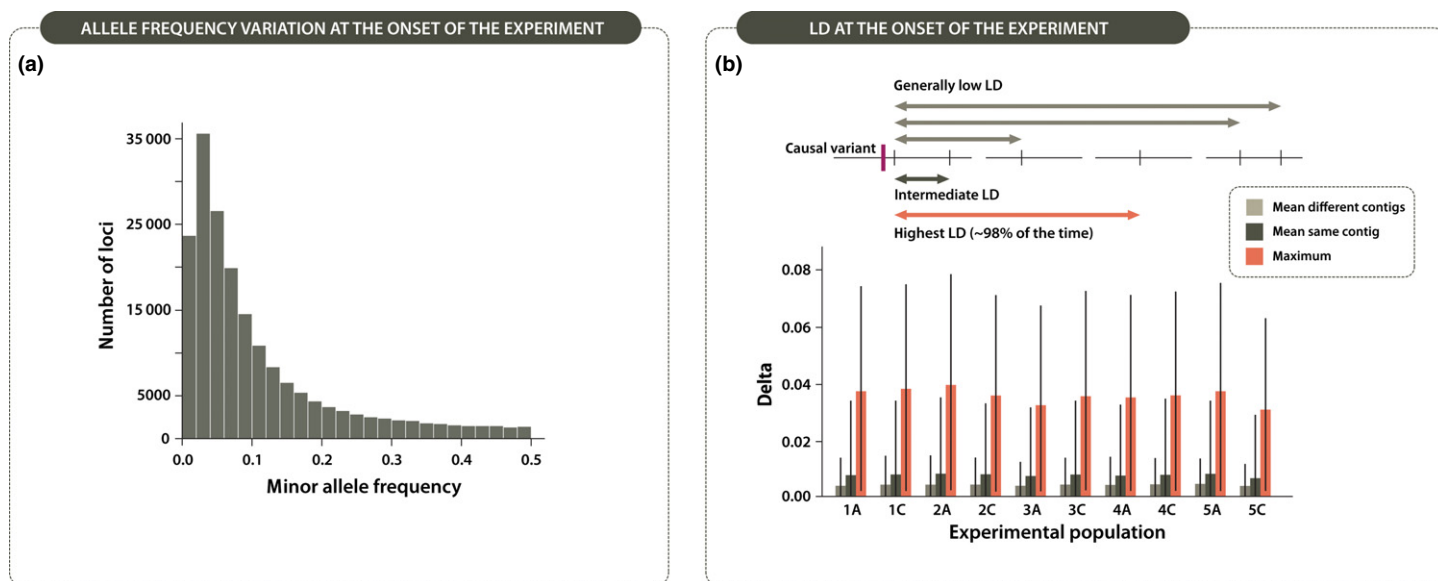 ALLELE FREQUENCY VARIATION AT THE ONSET OF THE EXPERIMENT
(a)
35 000
25 000
15 000
5000
0
Number of loci
0.0 0.1 0.2 0.3 0.4 0.5
Minor allele frequency
LD AT THE ONSET OF THE EXPERIMENT
(b)
Generally low LD
Causal variant
Intermediate LD
Highest LD (~98% of the time)
Mean different contigs
Mean same contig
Maximum
0.08
0.06
0.04
0.02
0.00
Delta
1A 1C 2A 2C 3A 3C 4A 4C 5A 5C
Experimental population